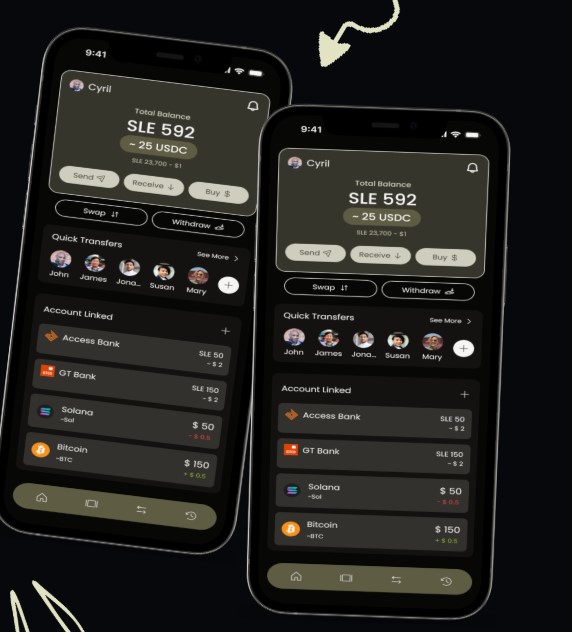 9:41
Cyril
Total Balance
SLE 592
~ 25 USDC
SLE 23,700 ~ $1
Send
Receive
Buy $
Swap
Withdraw
Quick Transfers
See More >
John James Jona... Susan Mary
Account Linked
Access Bank
SLE 50
~ $ 2
GT Bank
SLE 150
~ $ 2
Solana
~Sol
$ 50
- $ 0.5
Bitcoin
~BTC
$ 150
+ $ 0.5
9:41
Cyril
Total Balance
SLE 592
~ 25 USDC
SLE 23,700 ~ $1
Send
Receive
Buy $
Swap
Withdraw
Quick Transfers
See More >
John James Jona... Susan Mary
Account Linked
Access Bank
SLE 50
~ $ 2
GT Bank
SLE 150
~ $ 2
Solana
~Sol
$ 50
- $ 0.5
Bitcoin
~BTC
$ 150
+ $ 0.5